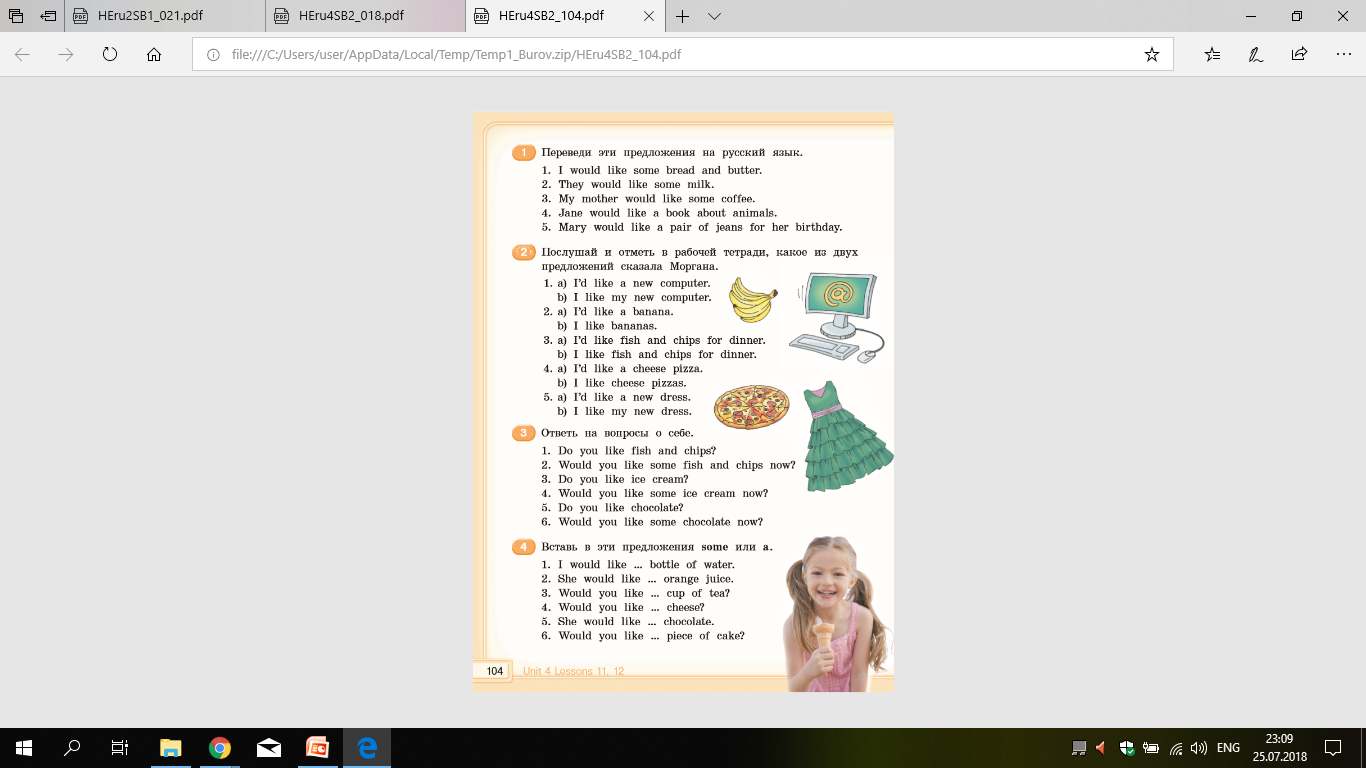 HEru2SB1_021.pdf
HEru4SB2_018.pdf
HEru4SB2_104.pdf
file:///C:/Users/user/AppData/Local/Temp/Temp1_Burov.zip/HEru4SB2_104.pdf
1 Переведи эти предложения на русский язык.
1. I would like some bread and butter.
2. They would like some milk.
3. My mother would like some coffee.
4. Jane would like a book about animals.
5. Mary would like a pair of jeans for her birthday.
2 Послушай и отметь в рабочей тетради, какое из двух
предложений сказала Моргана.
1. a) I'd like a new computer.
b) I like my new computer.
2. a) I'd like a banana.
b) I like bananas.
3. a) I'd like fish and chips for dinner.
b) I like fish and chips for dinner.
4. a) I'd like a cheese pizza.
b) I like cheese pizzas.
5. a) I'd like a new dress.
b) I like my new dress.
@
3 Ответь на вопросы о себе.
1. Do you like fish and chips?
2. Would you like some fish and chips now?
3. Do you like ice cream?
4. Would you like some ice cream now?
5. Do you like chocolate?
6. Would you like some chocolate now?
4 Вставь в эти предложения some или a.
1. I would like ... bottle of water.
2. She would like ... orange juice.
3. Would you like ... cup of tea?
4. Would you like ... cheese?
5. She would like ... chocolate.
6. Would you like ... piece of cake?
104 Unit 4 Lessons 11, 12
ENG
23:09
25.07.2018